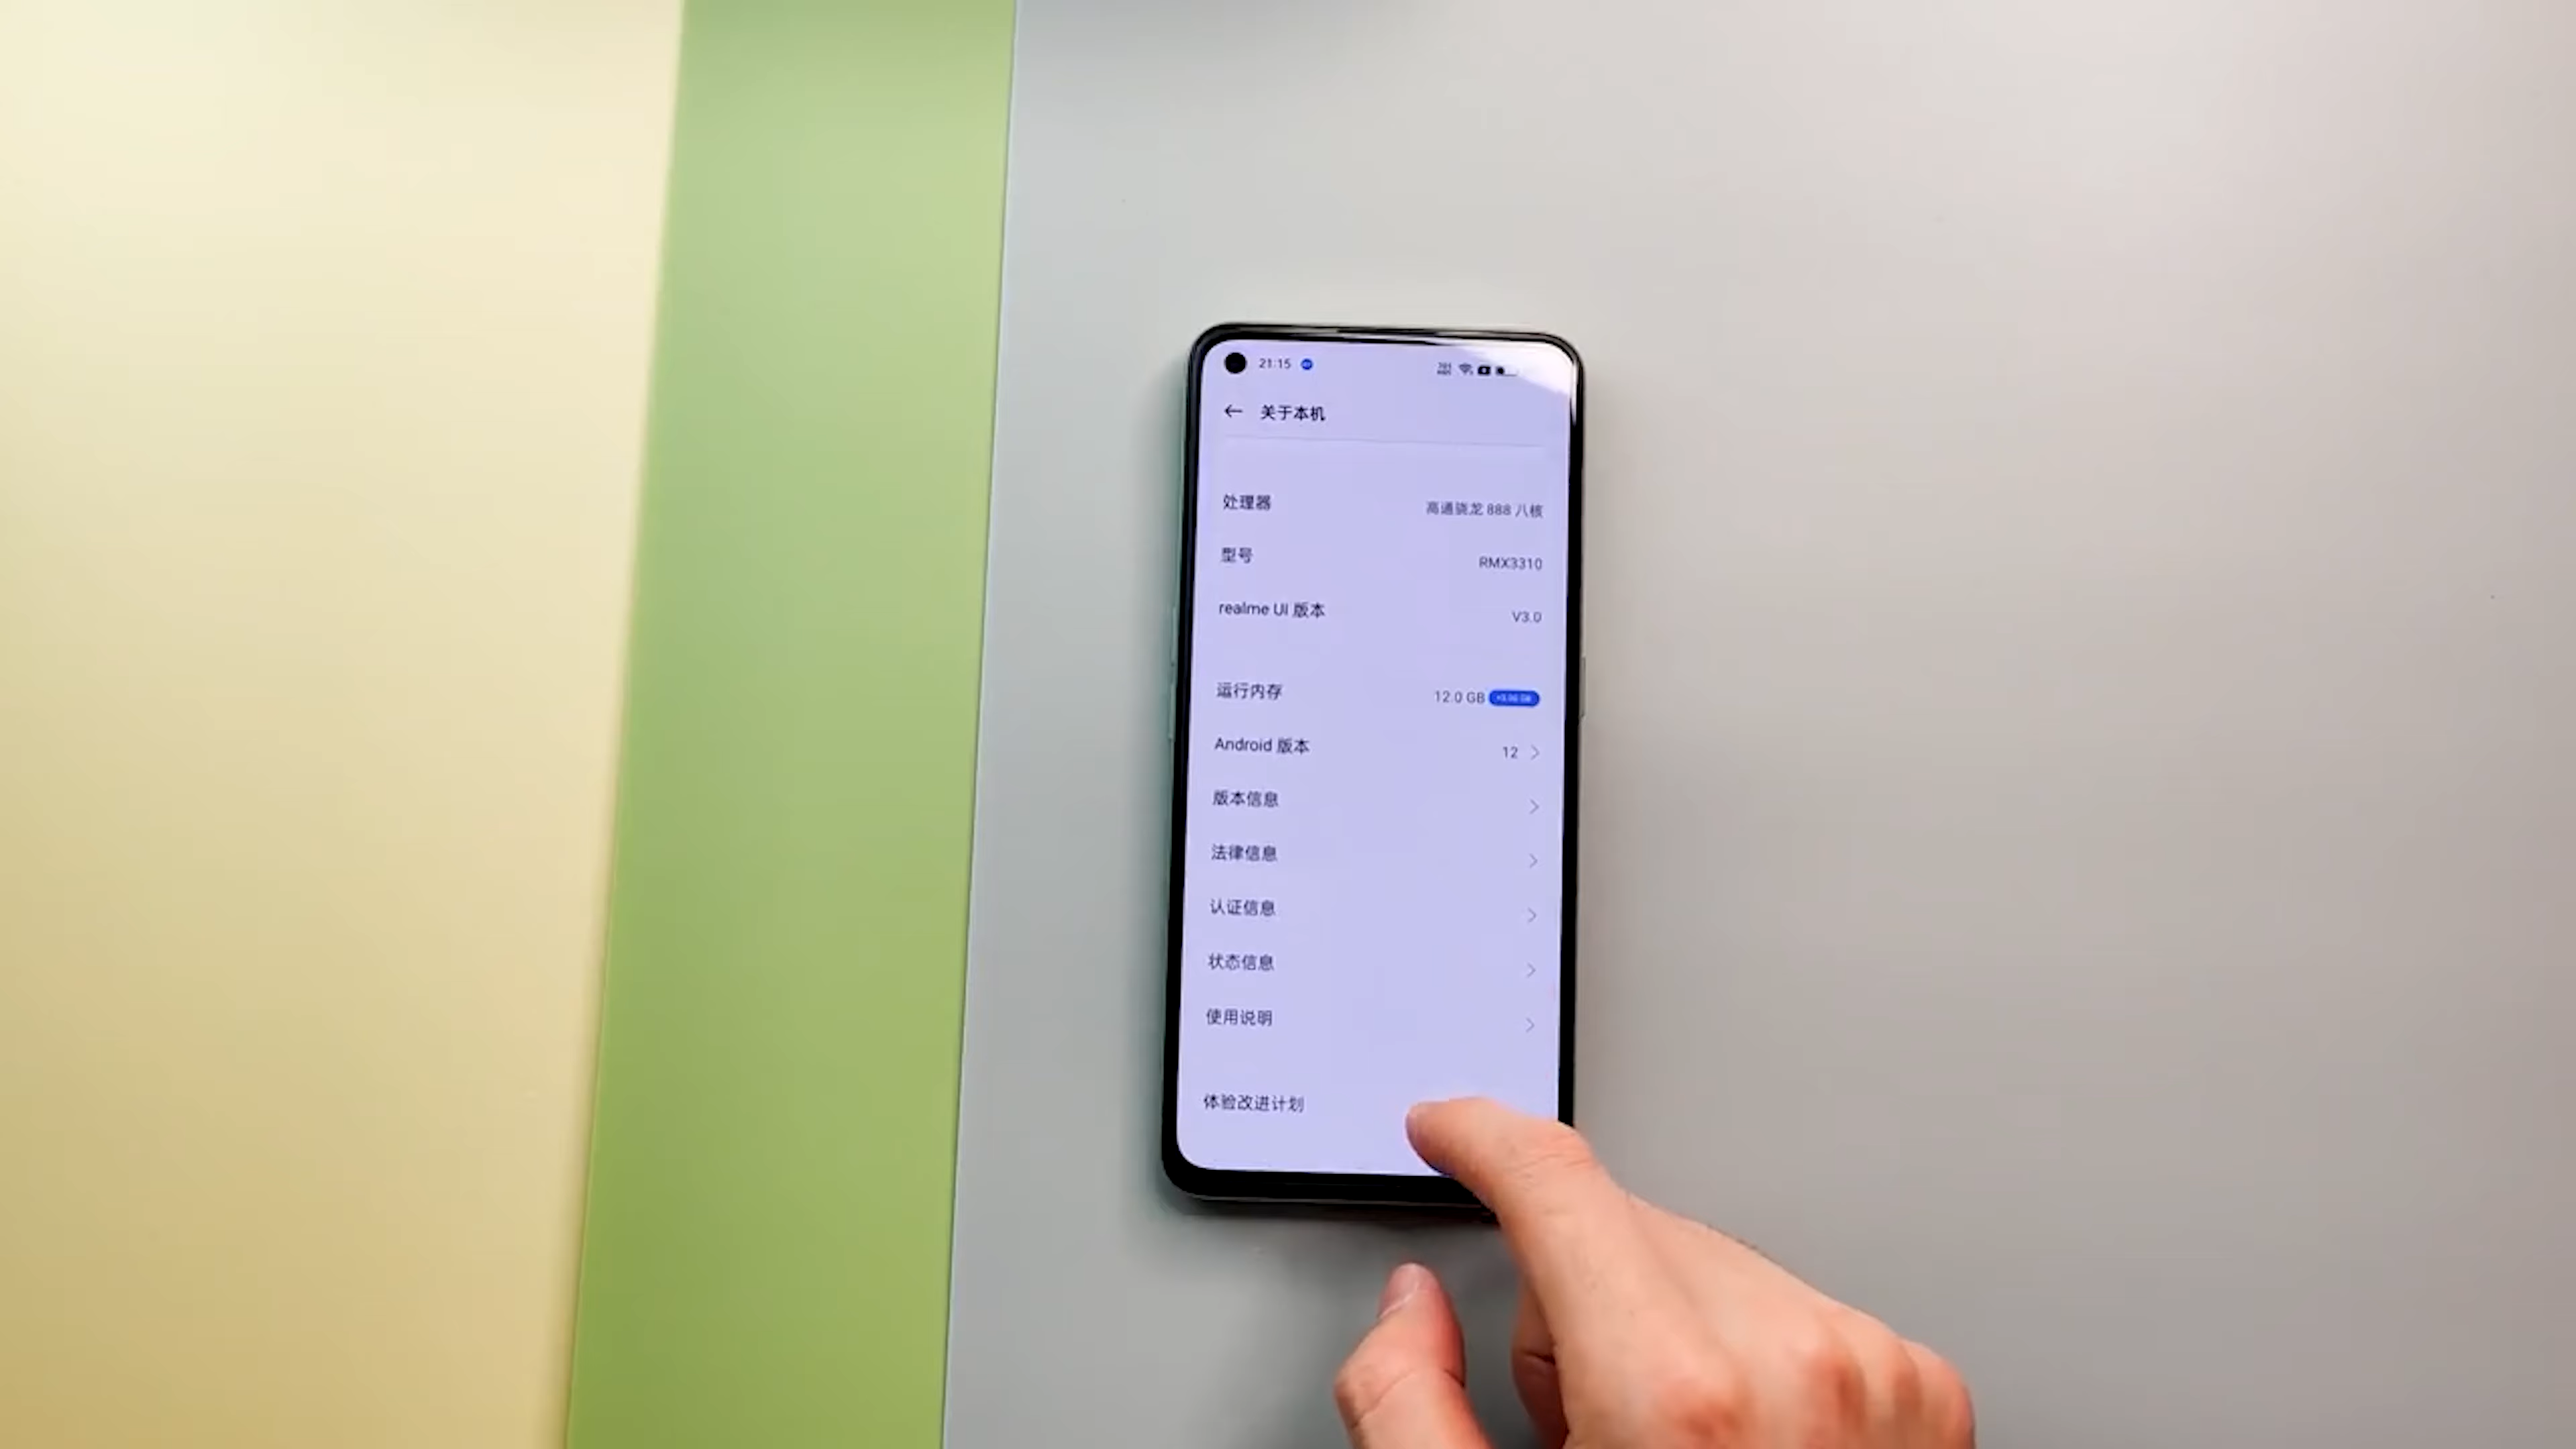 21:15
关于本机
处理器 高通骁龙 888 八核
型号 RMX3310
realme UI 版本 V3.0
运行内存 12.0 GB
Android 版本 12
版本信息
法律信息
认证信息
状态信息
使用说明
体验改进计划